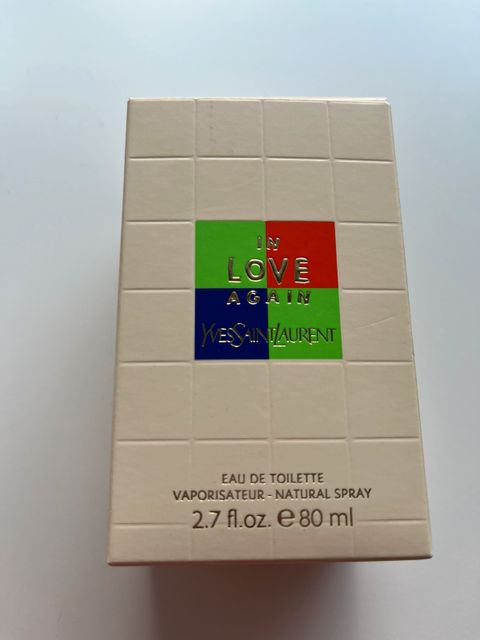 IN
LOVE
AGAIN
YVESSAINTLAURENT
EAU DE TOILETTE
VAPORISATEUR - NATURAL SPRAY
2.7 fl.oz. ℮ 80 ml